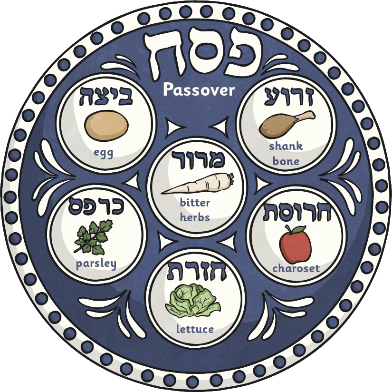 פסח
Passover
ביצה
egg
זרוע
shank
bone
מרור
bitter
herbs
כרפס
parsley
חרוסת
charoset
חזרת
lettuce